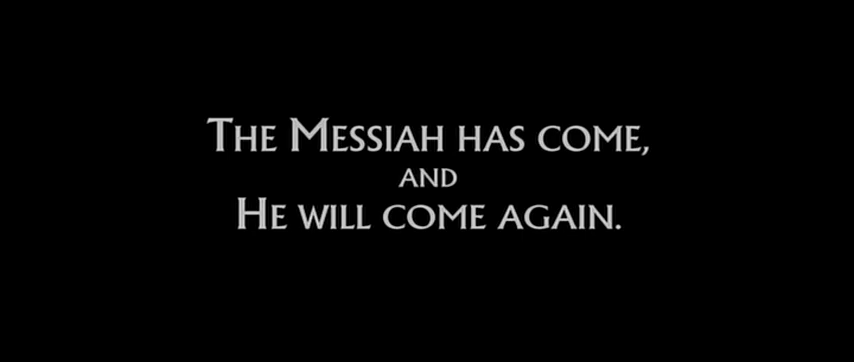 The Messiah has come,
and
He will come again.